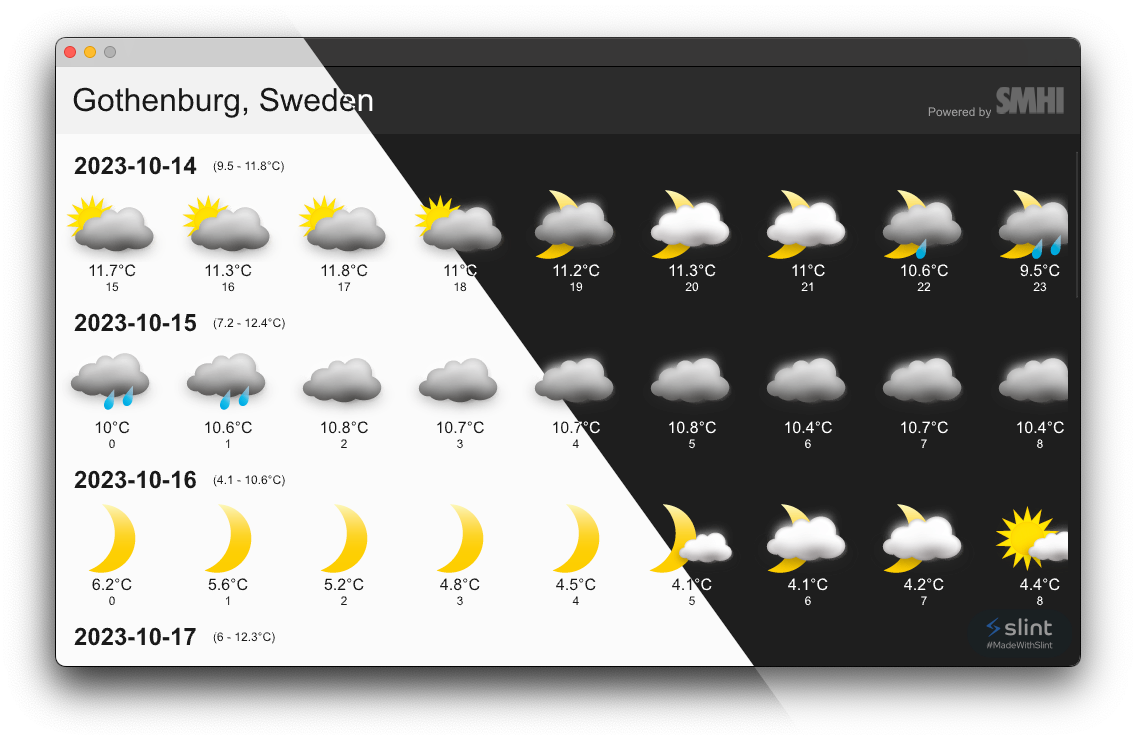 Gothenburg, Sweden
Powered by SMHI
2023-10-14 (9.5 - 11.8°C)
11.7°C 11.3°C 11.8°C 11°C 11.2°C 11.3°C 11°C 10.6°C 9.5°C
15 16 17 18 19 20 21 22 23
2023-10-15 (7.2 - 12.4°C)
10°C 10.6°C 10.8°C 10.7°C 10.7°C 10.8°C 10.4°C 10.7°C 10.4°C
0 1 2 3 4 5 6 7 8
2023-10-16 (4.1 - 10.6°C)
6.2°C 5.6°C 5.2°C 4.8°C 4.5°C 4.1°C 4.1°C 4.2°C 4.4°C
0 1 2 3 4 5 6 7 8
2023-10-17 (6 - 12.3°C)
slint
#MadeWithSlint